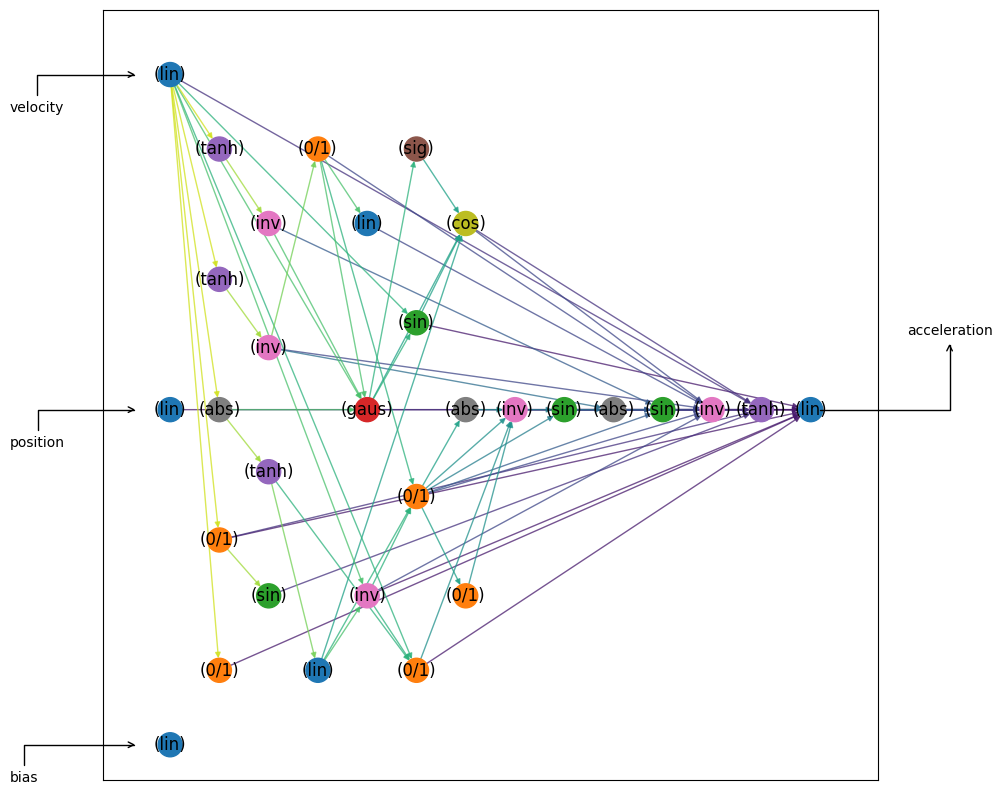 (lin)
velocity
(tanh) (0/1) (sig)
(inv) (lin) (cos)
(tanh)
(sin)
acceleration
(inv)
(lin) (abs) (gaus) (abs) (inv) (sin) (abs) (sin) (inv) (tanh) (lin)
position
(tanh)
(0/1)
(0/1)
(sin) (inv) (0/1)
(0/1) (lin) (0/1)
(lin)
bias